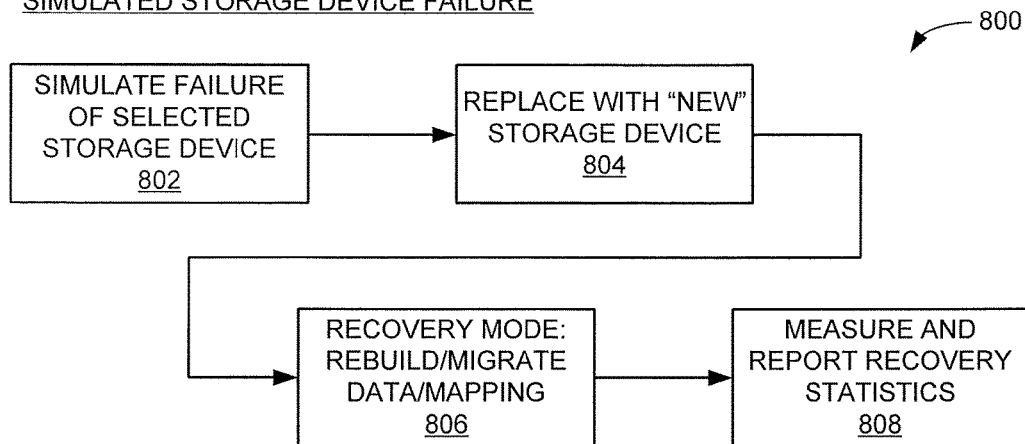 SIMULATED STORAGE DEVICE FAILURE
800
SIMULATE FAILURE
OF SELECTED
STORAGE DEVICE
802
REPLACE WITH “NEW”
STORAGE DEVICE
804
RECOVERY MODE:
REBUILD/MIGRATE
DATA/MAPPING
806
MEASURE AND
REPORT RECOVERY
STATISTICS
808